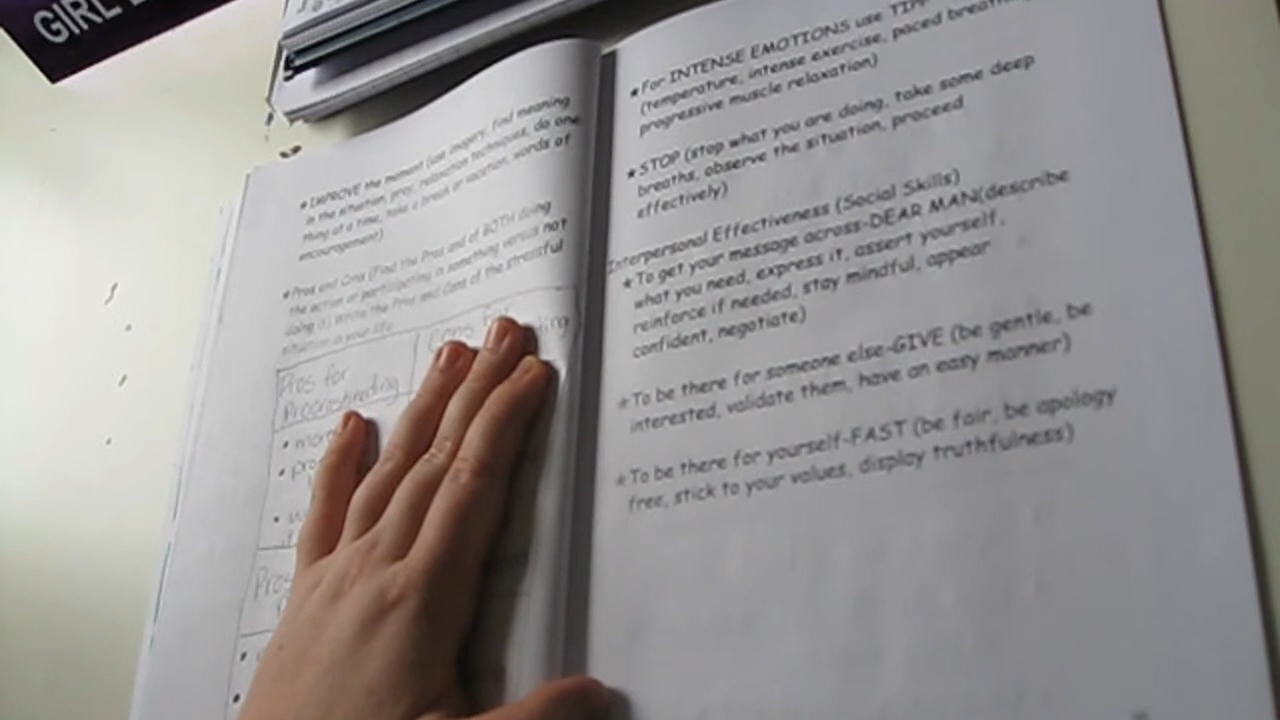 GIRL
*IMPROVE the moment (use imagery, find meaning
in the situation, pray, relaxation techniques, do one
thing at a time, take a break or vacation, words of
encouragement)
*Pros and Cons (Find the Pros and of BOTH doing
the action or participating in something versus not
doing it) Write the Pros and Cons of the stressful
situation in your life
Pros for
Procrastinating
Cons for
• more
• pro
Pros
*For INTENSE EMOTIONS use TIPP
(temperature, intense exercise, paced breathing
progressive muscle relaxation)
*STOP (stop what you are doing, take some deep
breaths, observe the situation, proceed
effectively)
Interpersonal Effectiveness (Social Skills)
*To get your message across-DEAR MAN(describe
what you need, express it, assert yourself,
reinforce if needed, stay mindful, appear
confident, negotiate)
*To be there for someone else-GIVE (be gentle, be
interested, validate them, have an easy manner)
*To be there for yourself-FAST (be fair, be apology
free, stick to your values, display truthfulness)